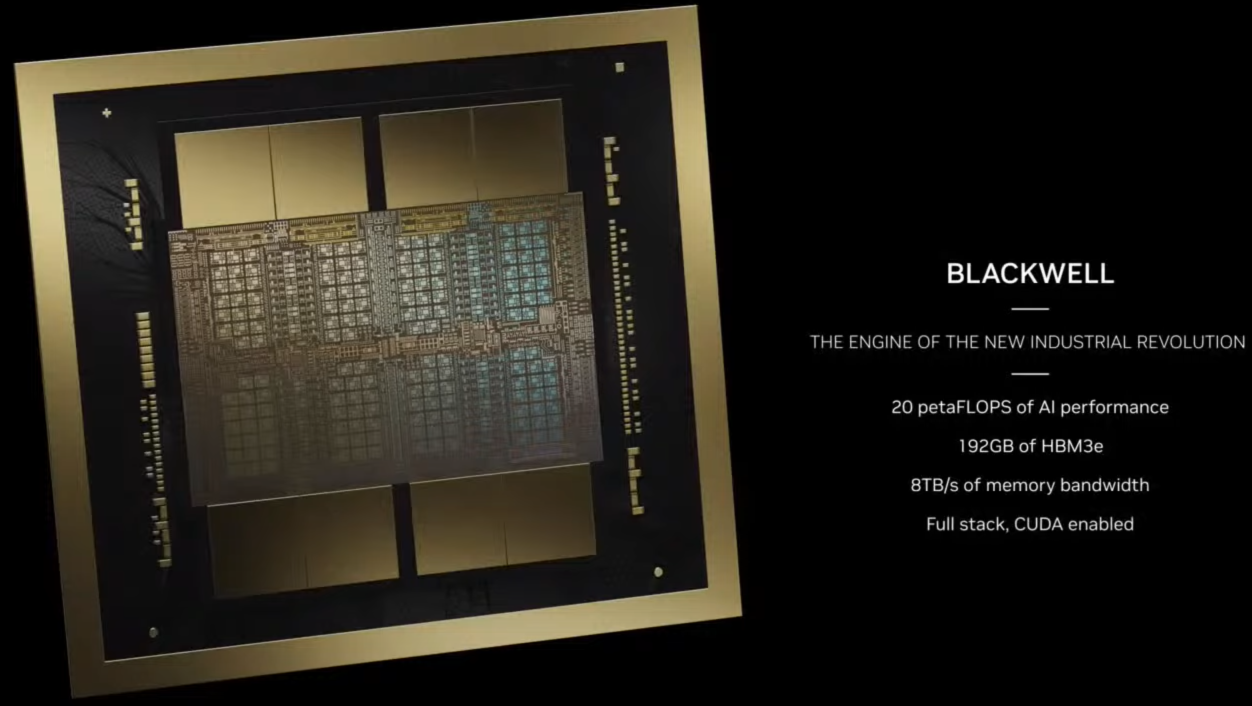 BLACKWELL
THE ENGINE OF THE NEW INDUSTRIAL REVOLUTION
20 petaFLOPS of AI performance
192GB of HBM3e
8TB/s of memory bandwidth
Full stack, CUDA enabled